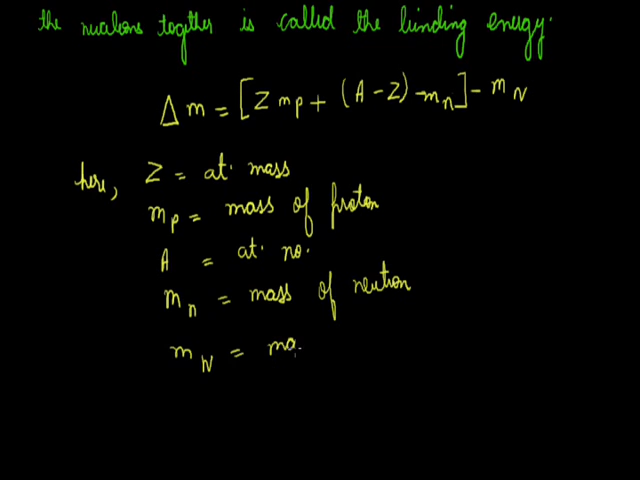 the nucleons together is called the binding energy.
Δm = [Z mp + (A - Z) - mn] - mN
here, Z = at. mass
mp = mass of proton
A = at. no.
mn = mass of neutron
mN = mas